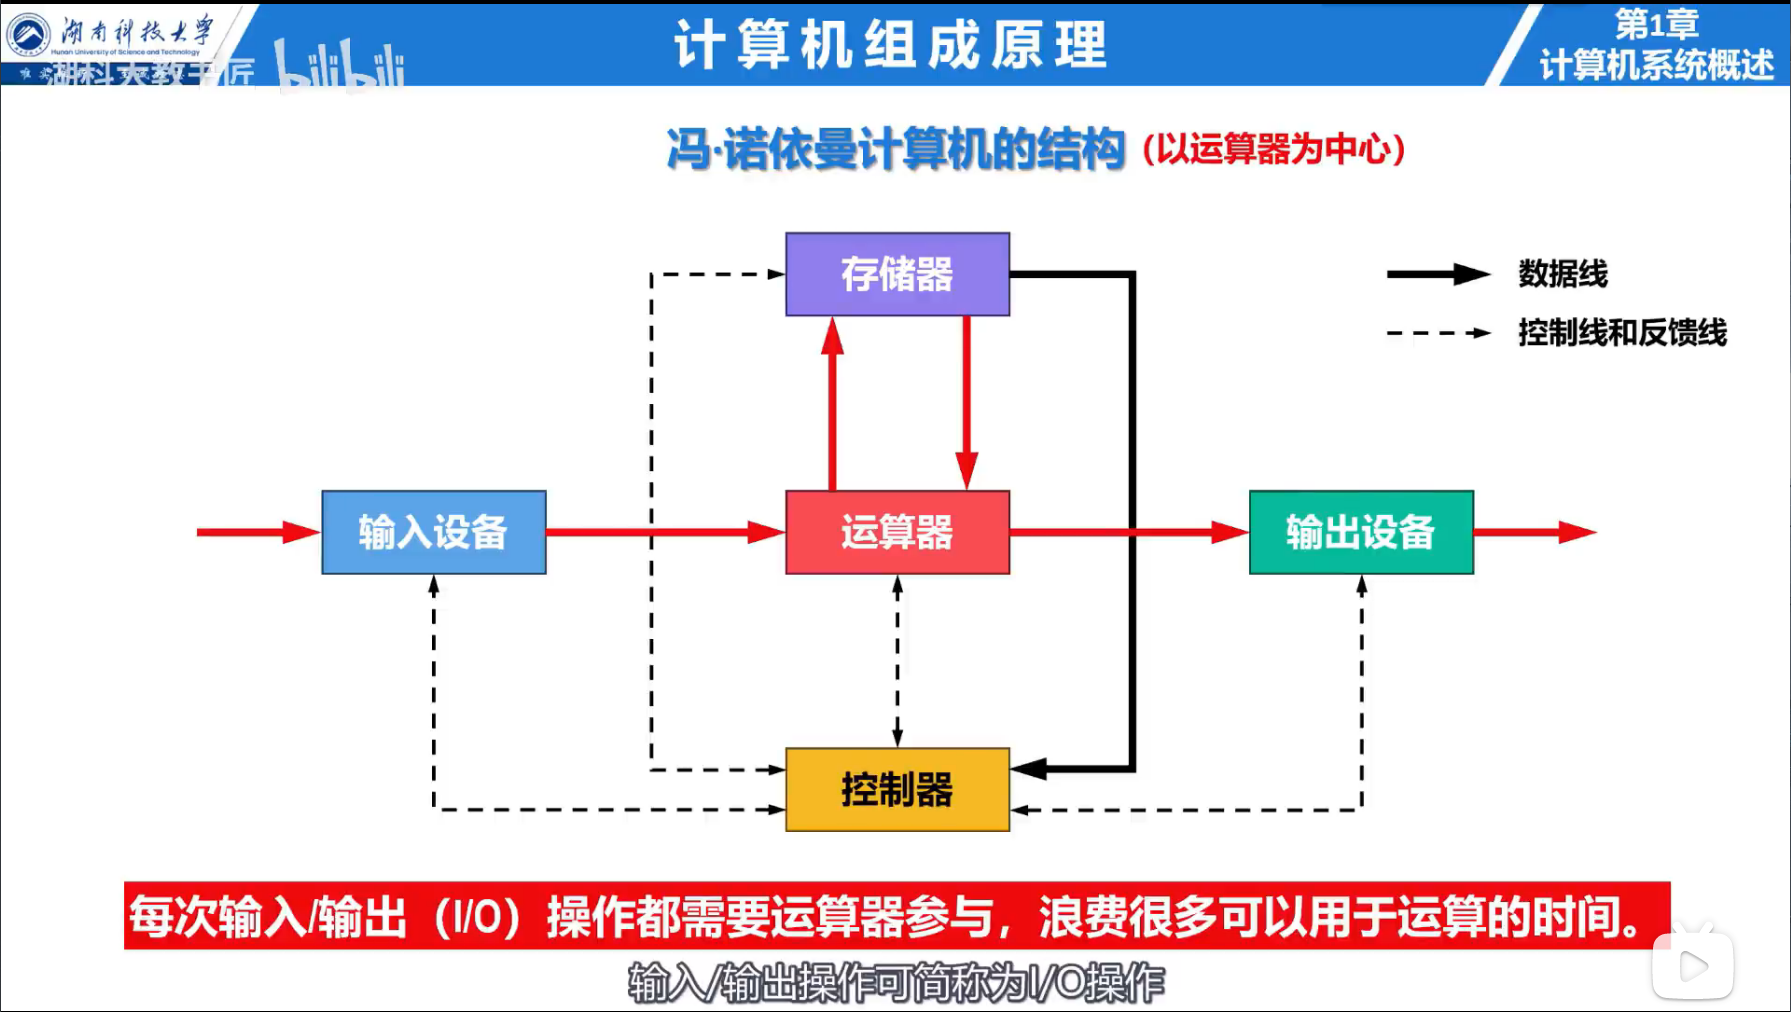 湖南科技大学
Hunan University of Science and Technology
湖科大教书匠
bilibili
计算机组成原理
第1章
计算机系统概述
冯·诺依曼计算机的结构（以运算器为中心）
存储器
数据线
控制线和反馈线
输入设备
运算器
输出设备
控制器
每次输入/输出（I/O）操作都需要运算器参与，浪费很多可以用于运算的时间。
输入/输出操作可简称为I/O操作